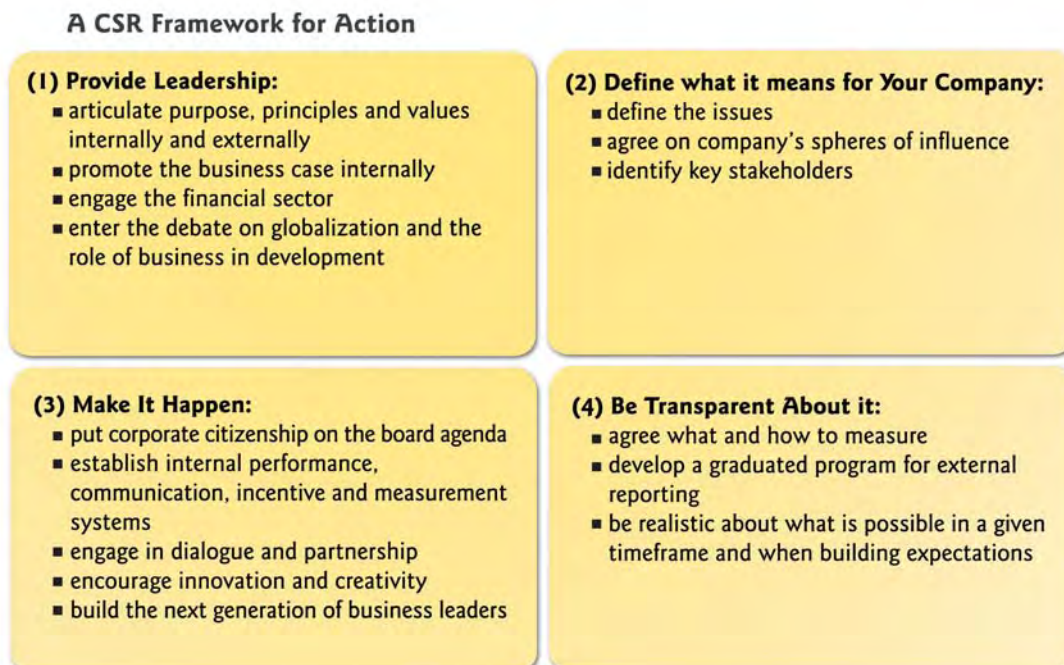 A CSR Framework for Action
(1) Provide Leadership:
▪ articulate purpose, principles and values
internally and externally
▪ promote the business case internally
▪ engage the financial sector
▪ enter the debate on globalization and the
role of business in development
(2) Define what it means for Your Company:
▪ define the issues
▪ agree on company's spheres of influence
▪ identify key stakeholders
(3) Make It Happen:
▪ put corporate citizenship on the board agenda
▪ establish internal performance,
communication, incentive and measurement
systems
▪ engage in dialogue and partnership
▪ encourage innovation and creativity
▪ build the next generation of business leaders
(4) Be Transparent About it:
▪ agree what and how to measure
▪ develop a graduated program for external
reporting
▪ be realistic about what is possible in a given
timeframe and when building expectations